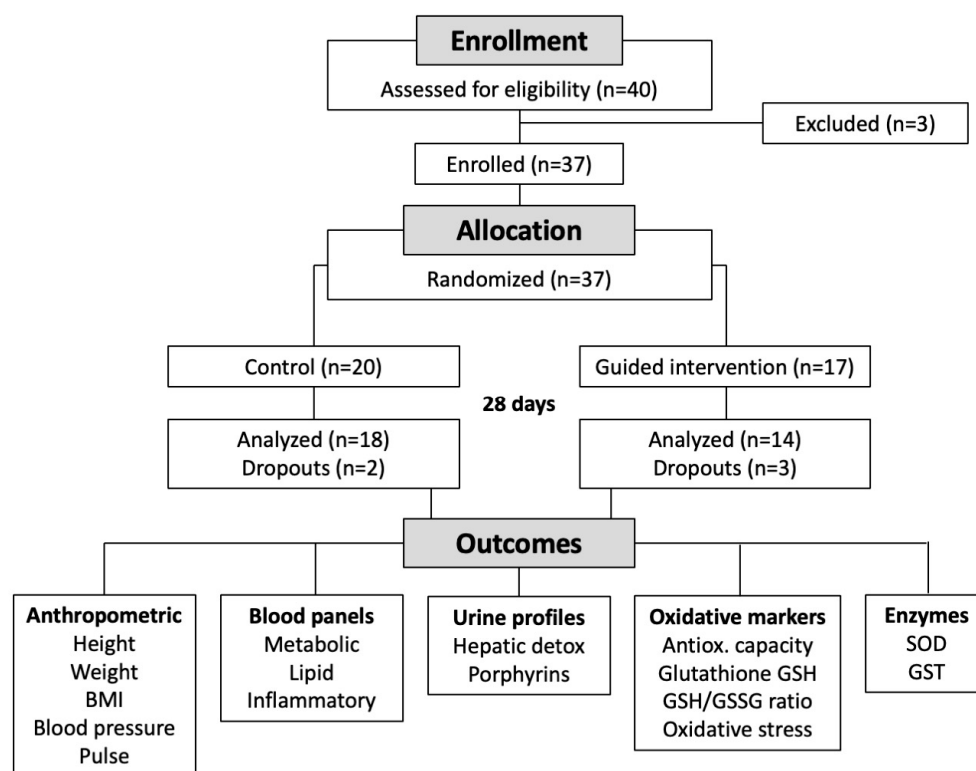 Enrollment
Assessed for eligibility (n=40)
Excluded (n=3)
Enrolled (n=37)
Allocation
Randomized (n=37)
Control (n=20)
Guided intervention (n=17)
28 days
Analyzed (n=18)
Dropouts (n=2)
Analyzed (n=14)
Dropouts (n=3)
Outcomes
Anthropometric
Height
Weight
BMI
Blood pressure
Pulse
Blood panels
Metabolic
Lipid
Inflammatory
Urine profiles
Hepatic detox
Porphyrins
Oxidative markers
Antiox. capacity
Glutathione GSH
GSH/GSSG ratio
Oxidative stress
Enzymes
SOD
GST